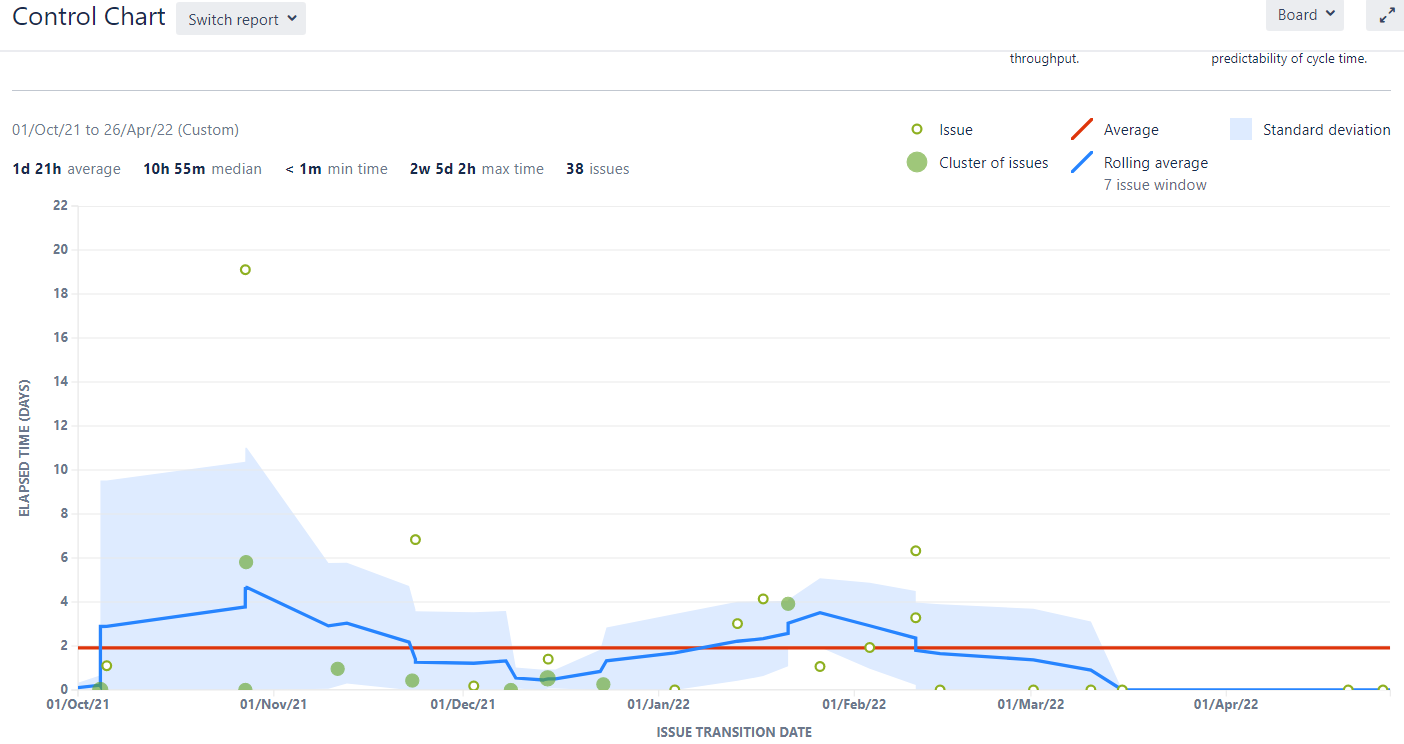 Control Chart Switch report Board
throughput. predictability of cycle time.
01/Oct/21 to 26/Apr/22 (Custom)
Issue Average Standard deviation
1d 21h average 10h 55m median < 1m min time 2w 5d 2h max time 38 issues
Cluster of issues Rolling average
7 issue window
22
20
18
16
14
12
10
8
6
4
2
0
ELAPSED TIME (DAYS)
01/Oct/21 01/Nov/21 01/Dec/21 01/Jan/22 01/Feb/22 01/Mar/22 01/Apr/22
ISSUE TRANSITION DATE